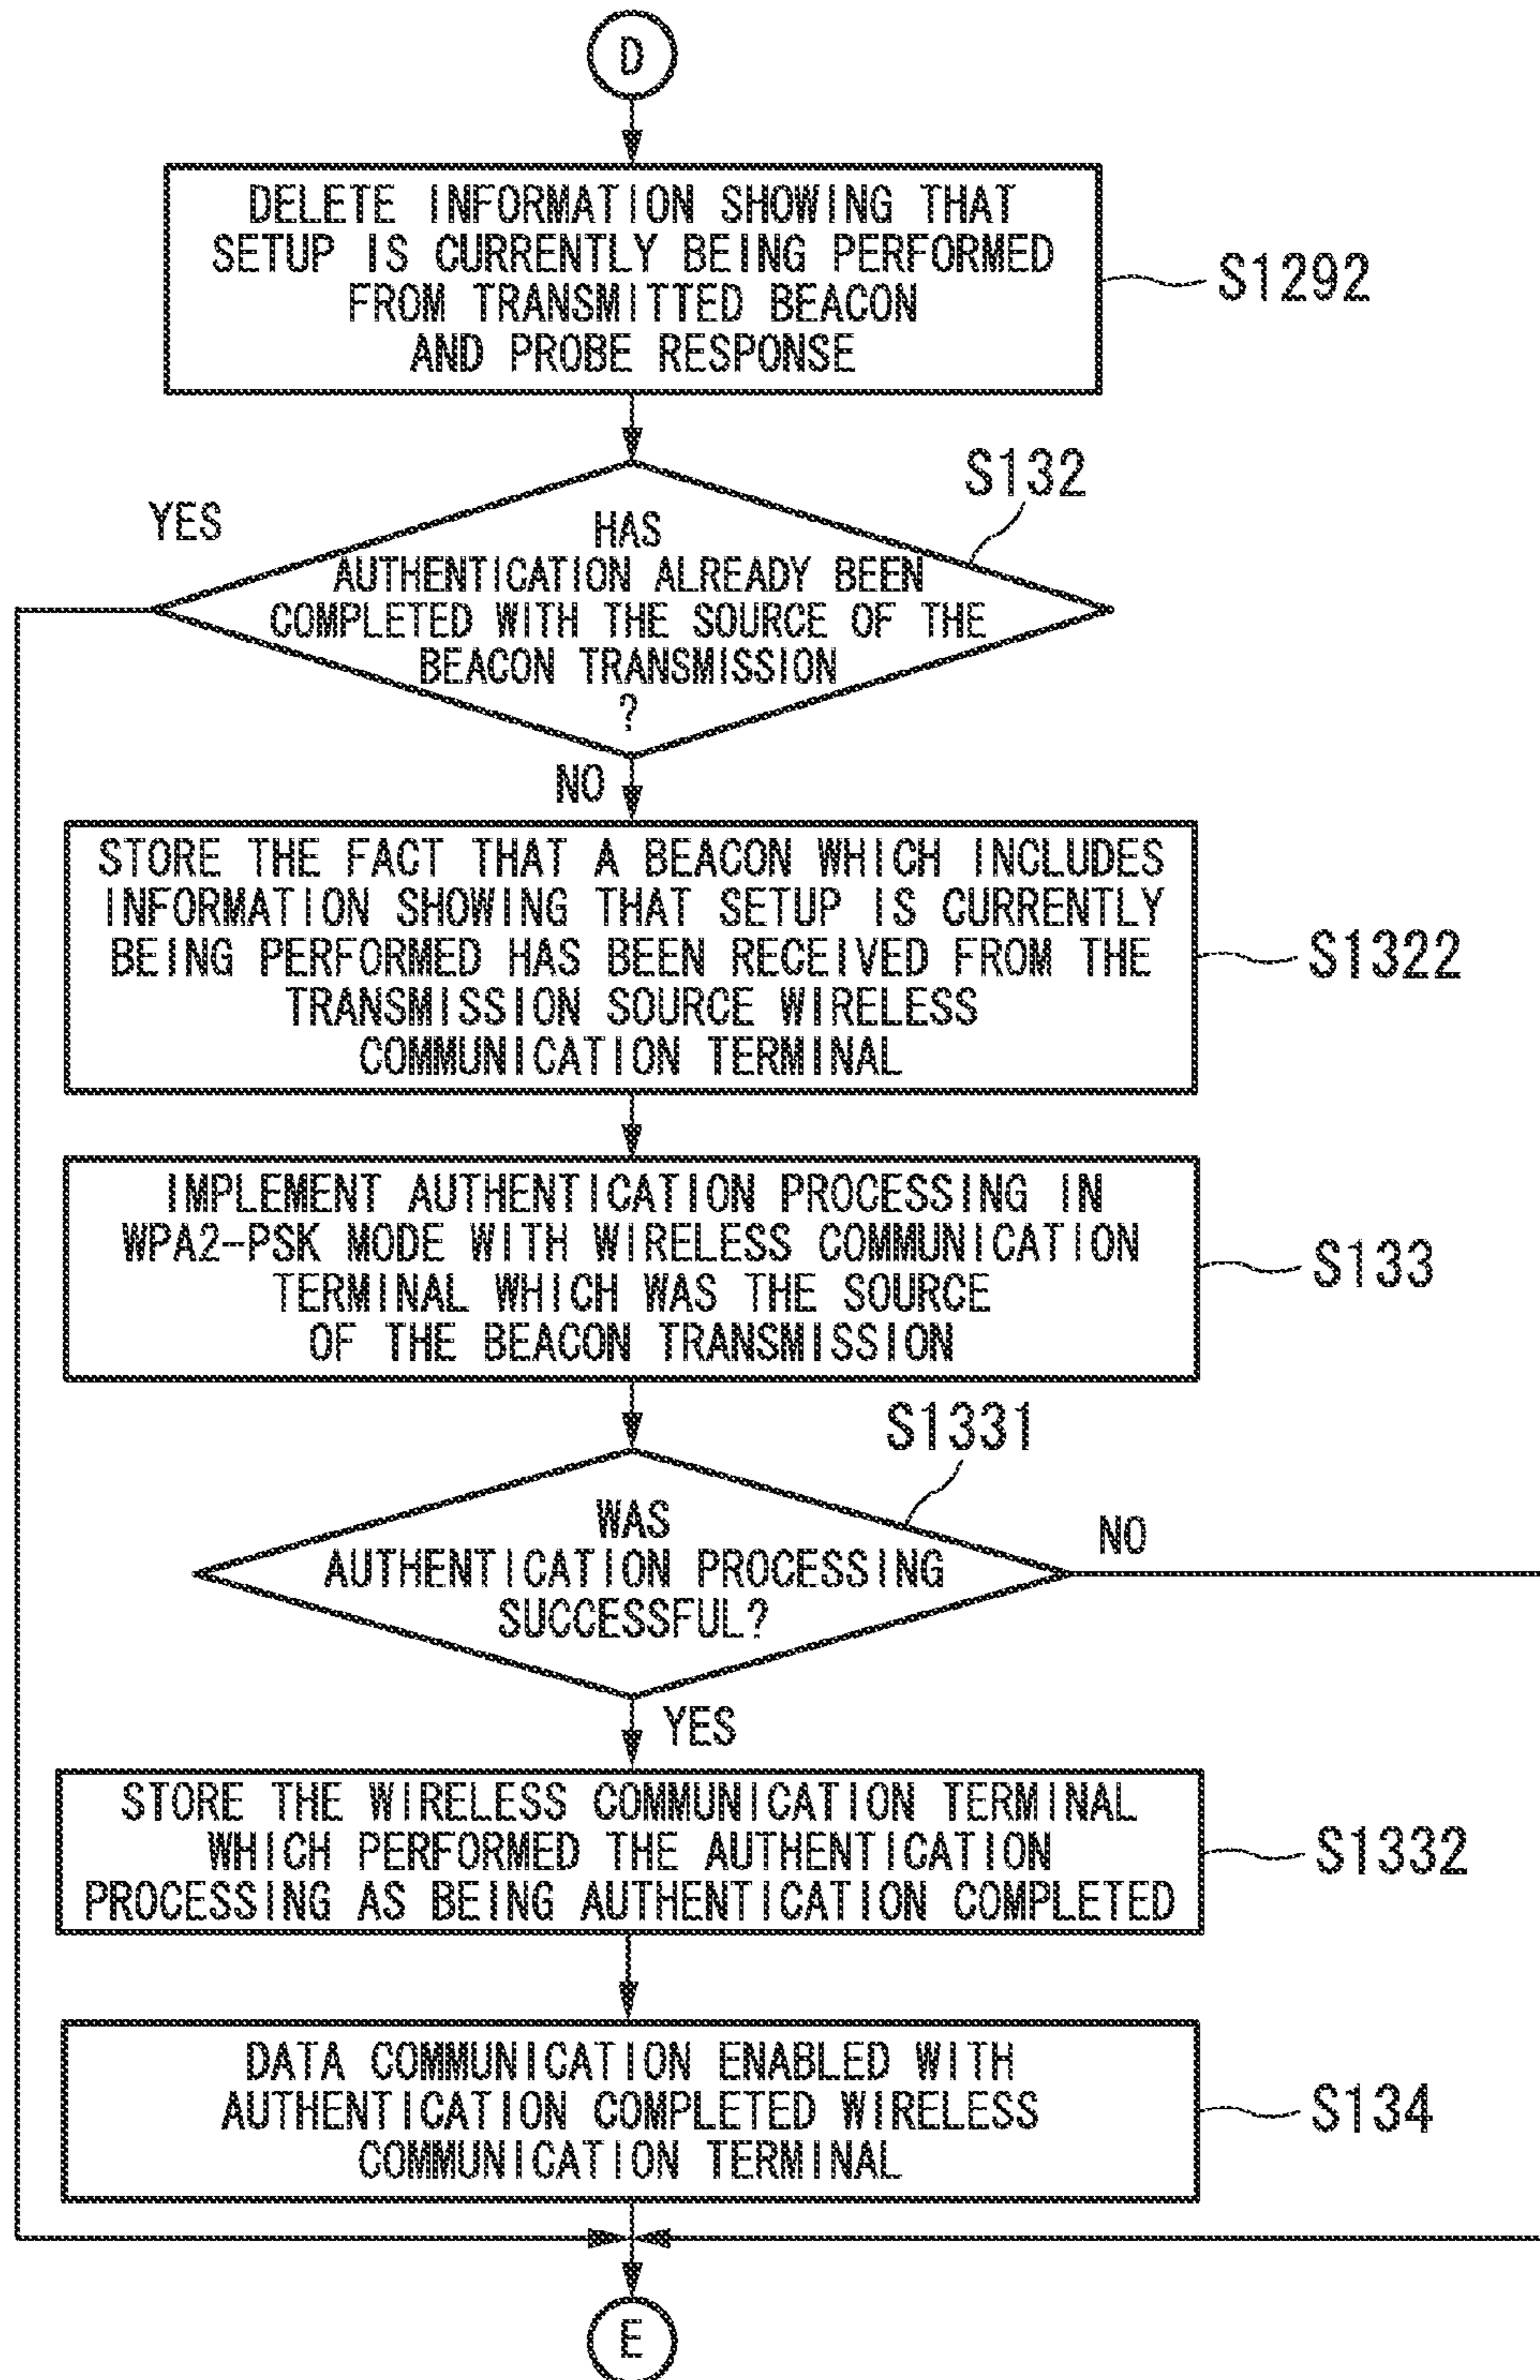 D
DELETE INFORMATION SHOWING THAT
SETUP IS CURRENTLY BEING PERFORMED
FROM TRANSMITTED BEACON
AND PROBE RESPONSE
S1292
S132
YES
HAS
AUTHENTICATION ALREADY BEEN
COMPLETED WITH THE SOURCE OF THE
BEACON TRANSMISSION
?
NO
STORE THE FACT THAT A BEACON WHICH INCLUDES
INFORMATION SHOWING THAT SETUP IS CURRENTLY
BEING PERFORMED HAS BEEN RECEIVED FROM THE
TRANSMISSION SOURCE WIRELESS
COMMUNICATION TERMINAL
S1322
IMPLEMENT AUTHENTICATION PROCESSING IN
WPA2-PSK MODE WITH WIRELESS COMMUNICATION
TERMINAL WHICH WAS THE SOURCE
OF THE BEACON TRANSMISSION
S133
S1331
WAS
AUTHENTICATION PROCESSING
SUCCESSFUL?
NO
YES
STORE THE WIRELESS COMMUNICATION TERMINAL
WHICH PERFORMED THE AUTHENTICATION
PROCESSING AS BEING AUTHENTICATION COMPLETED
S1332
DATA COMMUNICATION ENABLED WITH
AUTHENTICATION COMPLETED WIRELESS
COMMUNICATION TERMINAL
S134
E